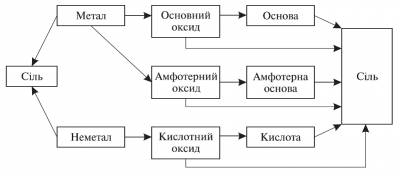 Метал
Основний
оксид
Основа
Сіль
Амфотерний
оксид
Амфотерна
основа
Сіль
Неметал
Кислотний
оксид
Кислота